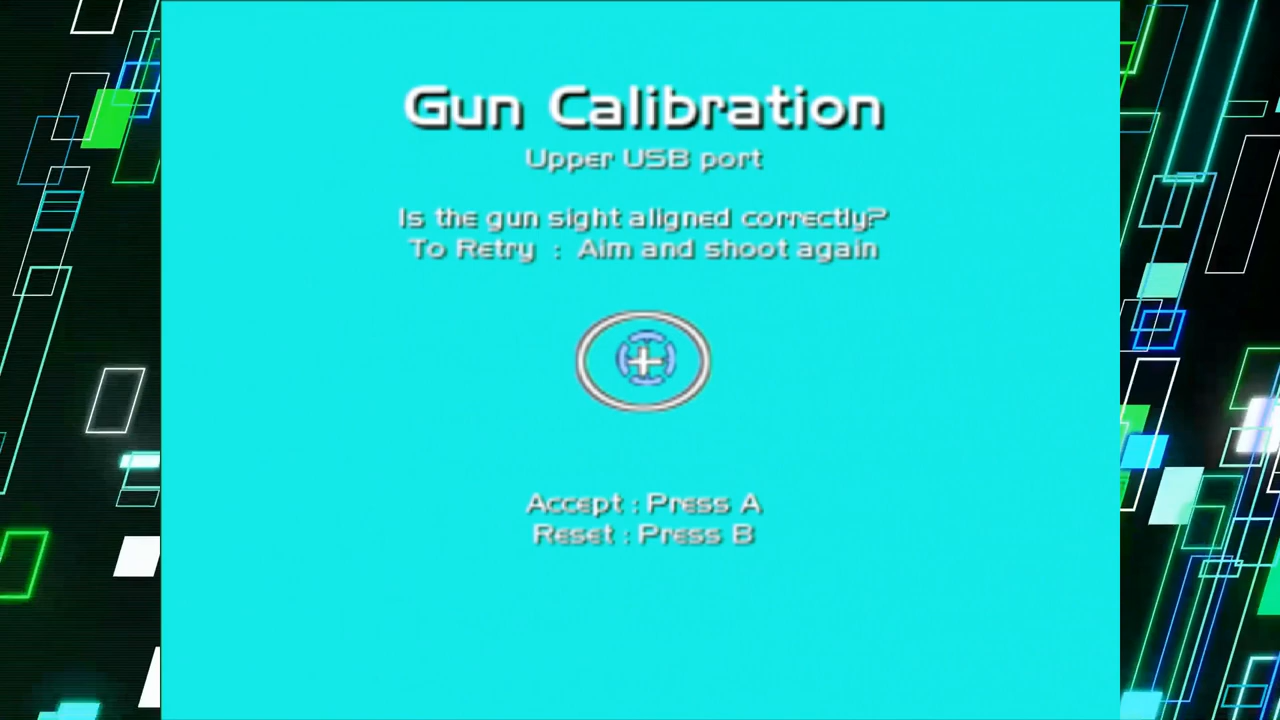 Gun Calibration
Upper USB port
Is the gun sight aligned correctly?
To Retry : Aim and shoot again
Accept : Press A
Reset : Press B